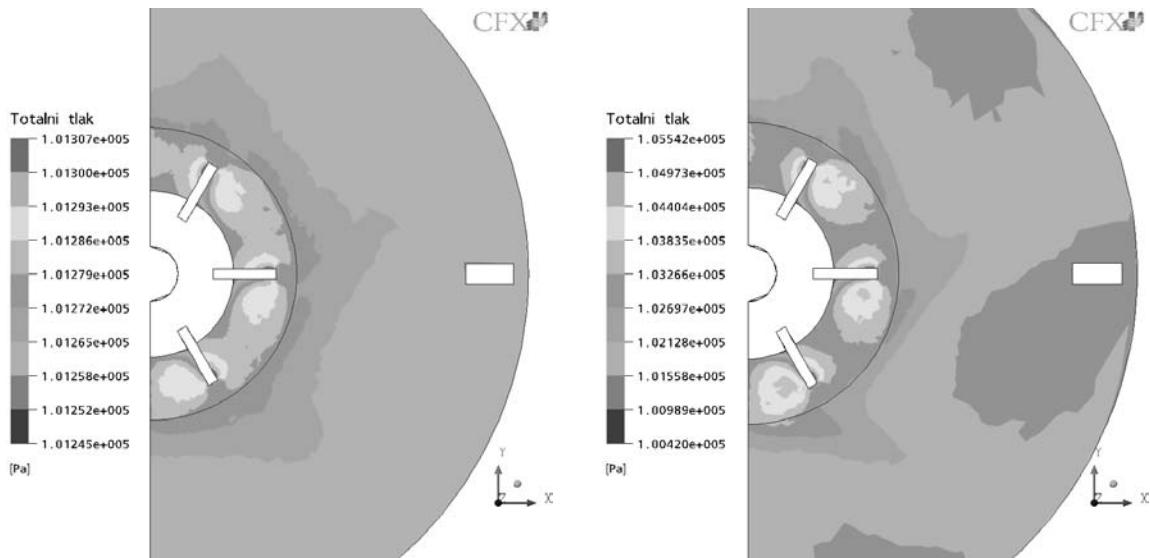 CFX
Totalni tlak
1.01307e+005
1.01300e+005
1.01293e+005
1.01286e+005
1.01279e+005
1.01272e+005
1.01265e+005
1.01258e+005
1.01252e+005
1.01245e+005
[Pa]
Y
Z
X
CFX
Totalni tlak
1.05542e+005
1.04973e+005
1.04404e+005
1.03835e+005
1.03266e+005
1.02697e+005
1.02128e+005
1.01558e+005
1.00989e+005
1.00420e+005
[Pa]
Y
Z
X